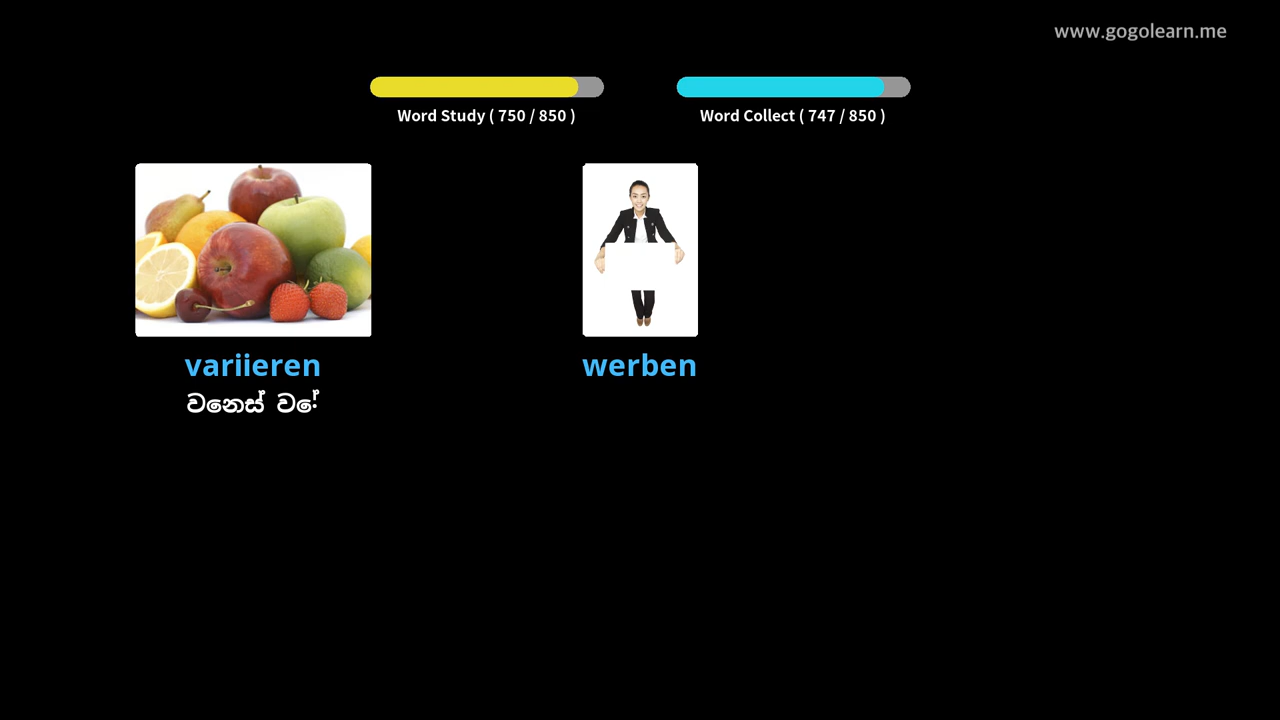 www.gogolearn.me
Word Study ( 750 / 850 )
Word Collect ( 747 / 850 )
variieren
werben
වෙනස් වේ